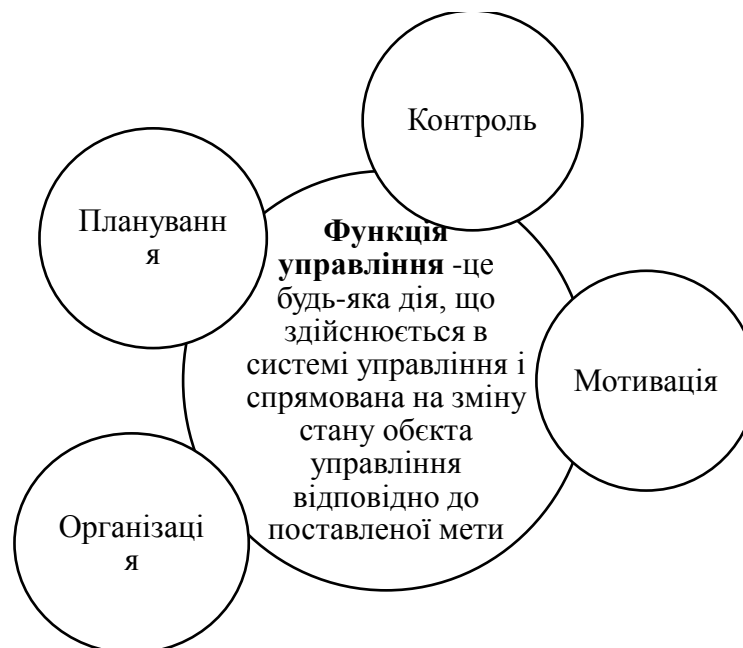 Контроль
Плануванн
я
Функція
управління -це
будь-яка дія, що
здійснюється в
системі управління і
спрямована на зміну
стану обєкта
управління
відповідно до
поставленої мети
Мотивація
Організаці
я